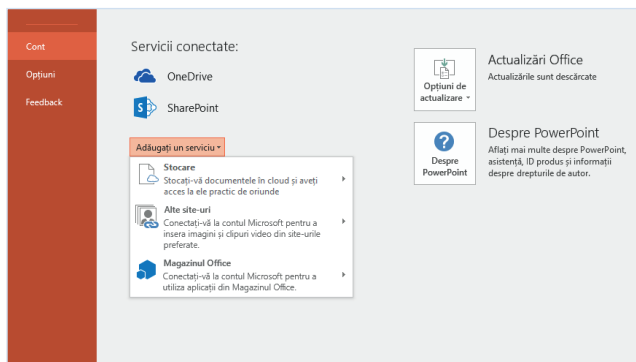 Cont
Opțiuni
Feedback
Servicii conectate:
OneDrive
S
SharePoint
Adăugați un serviciu
Stocare
Stocați-vă documentele în cloud și aveți
acces la ele practic de oriunde
Alte site-uri
Conectați-vă la contul Microsoft pentru a
insera imagini și clipuri video din site-urile
preferate.
Magazinul Office
Conectați-vă la contul Microsoft pentru a
utiliza aplicații din Magazinul Office.
Opțiuni de
actualizare
Actualizări Office
Actualizările sunt descărcate
?
Despre
PowerPoint
Despre PowerPoint
Aflați mai multe despre PowerPoint,
asistență, ID produs și informații
despre drepturile de autor.